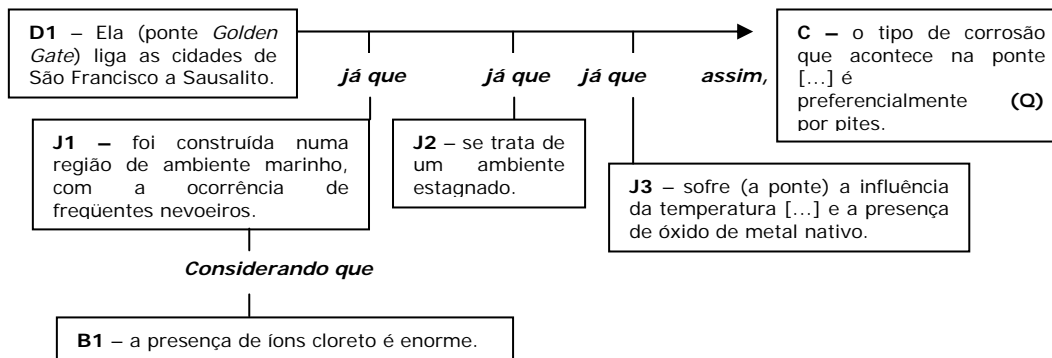 D1 – Ela (ponte Golden
Gate) liga as cidades de
São Francisco a Sausalito.
já que
já que
já que
assim,
C – o tipo de corrosão
que acontece na ponte
[...] é
preferencialmente (Q)
por pites.
J1 – foi construída numa
região de ambiente marinho,
com a ocorrência de
freqüentes nevoeiros.
J2 – se trata de
um ambiente
estagnado.
J3 – sofre (a ponte) a influência
da temperatura [...] e a presença
de óxido de metal nativo.
Considerando que
B1 – a presença de íons cloreto é enorme.